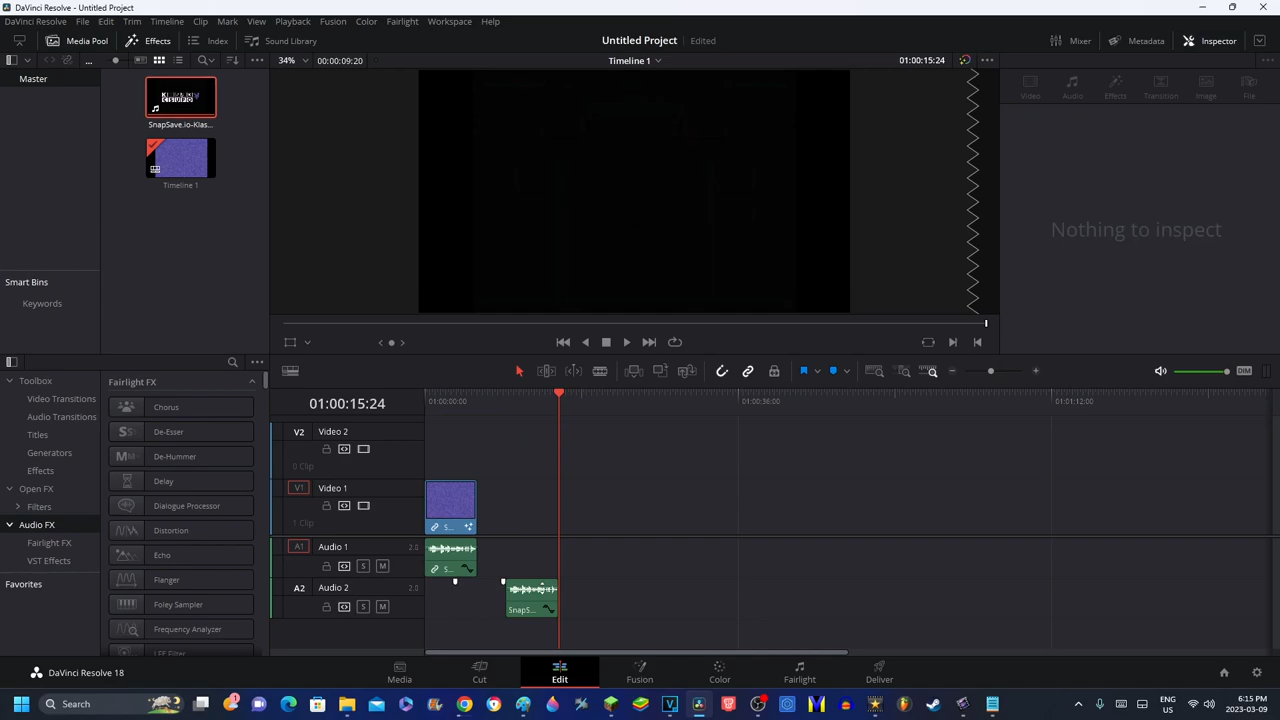 DaVinci Resolve - Untitled Project
DaVinci Resolve File Edit Trim Timeline Clip Mark View Playback Fusion Color Fairlight Workspace Help
Media Pool Effects Index Sound Library Untitled Project Edited Mixer Metadata Inspector
... 34% 00:00:09:20 Timeline 1 01:00:15:24
Master
SnapSave.io-Klas...
Timeline 1
Video Audio Effects Transition Image File
Nothing to inspect
Smart Bins
Keywords
Toolbox
Video Transitions
Audio Transitions
Titles
Generators
Effects
Open FX
Filters
Audio FX
Fairlight FX
VST Effects
Favorites
Fairlight FX
Chorus
De-Esser
De-Hummer
Delay
Dialogue Processor
Distortion
Echo
Flanger
Foley Sampler
Frequency Analyzer
LFE Filter
DIM
01:00:15:24
01:00:00:00 01:00:36:00 01:01:12:00
V2 Video 2
0 Clip
V1 Video 1
1 Clip
S...
A1 Audio 1 2.0
S M
S...
A2 Audio 2 2.0
S M
SnapS...
DaVinci Resolve 18
Media Cut Edit Fusion Color Fairlight Deliver
Search
ENG
US
6:15 PM
2023-03-09